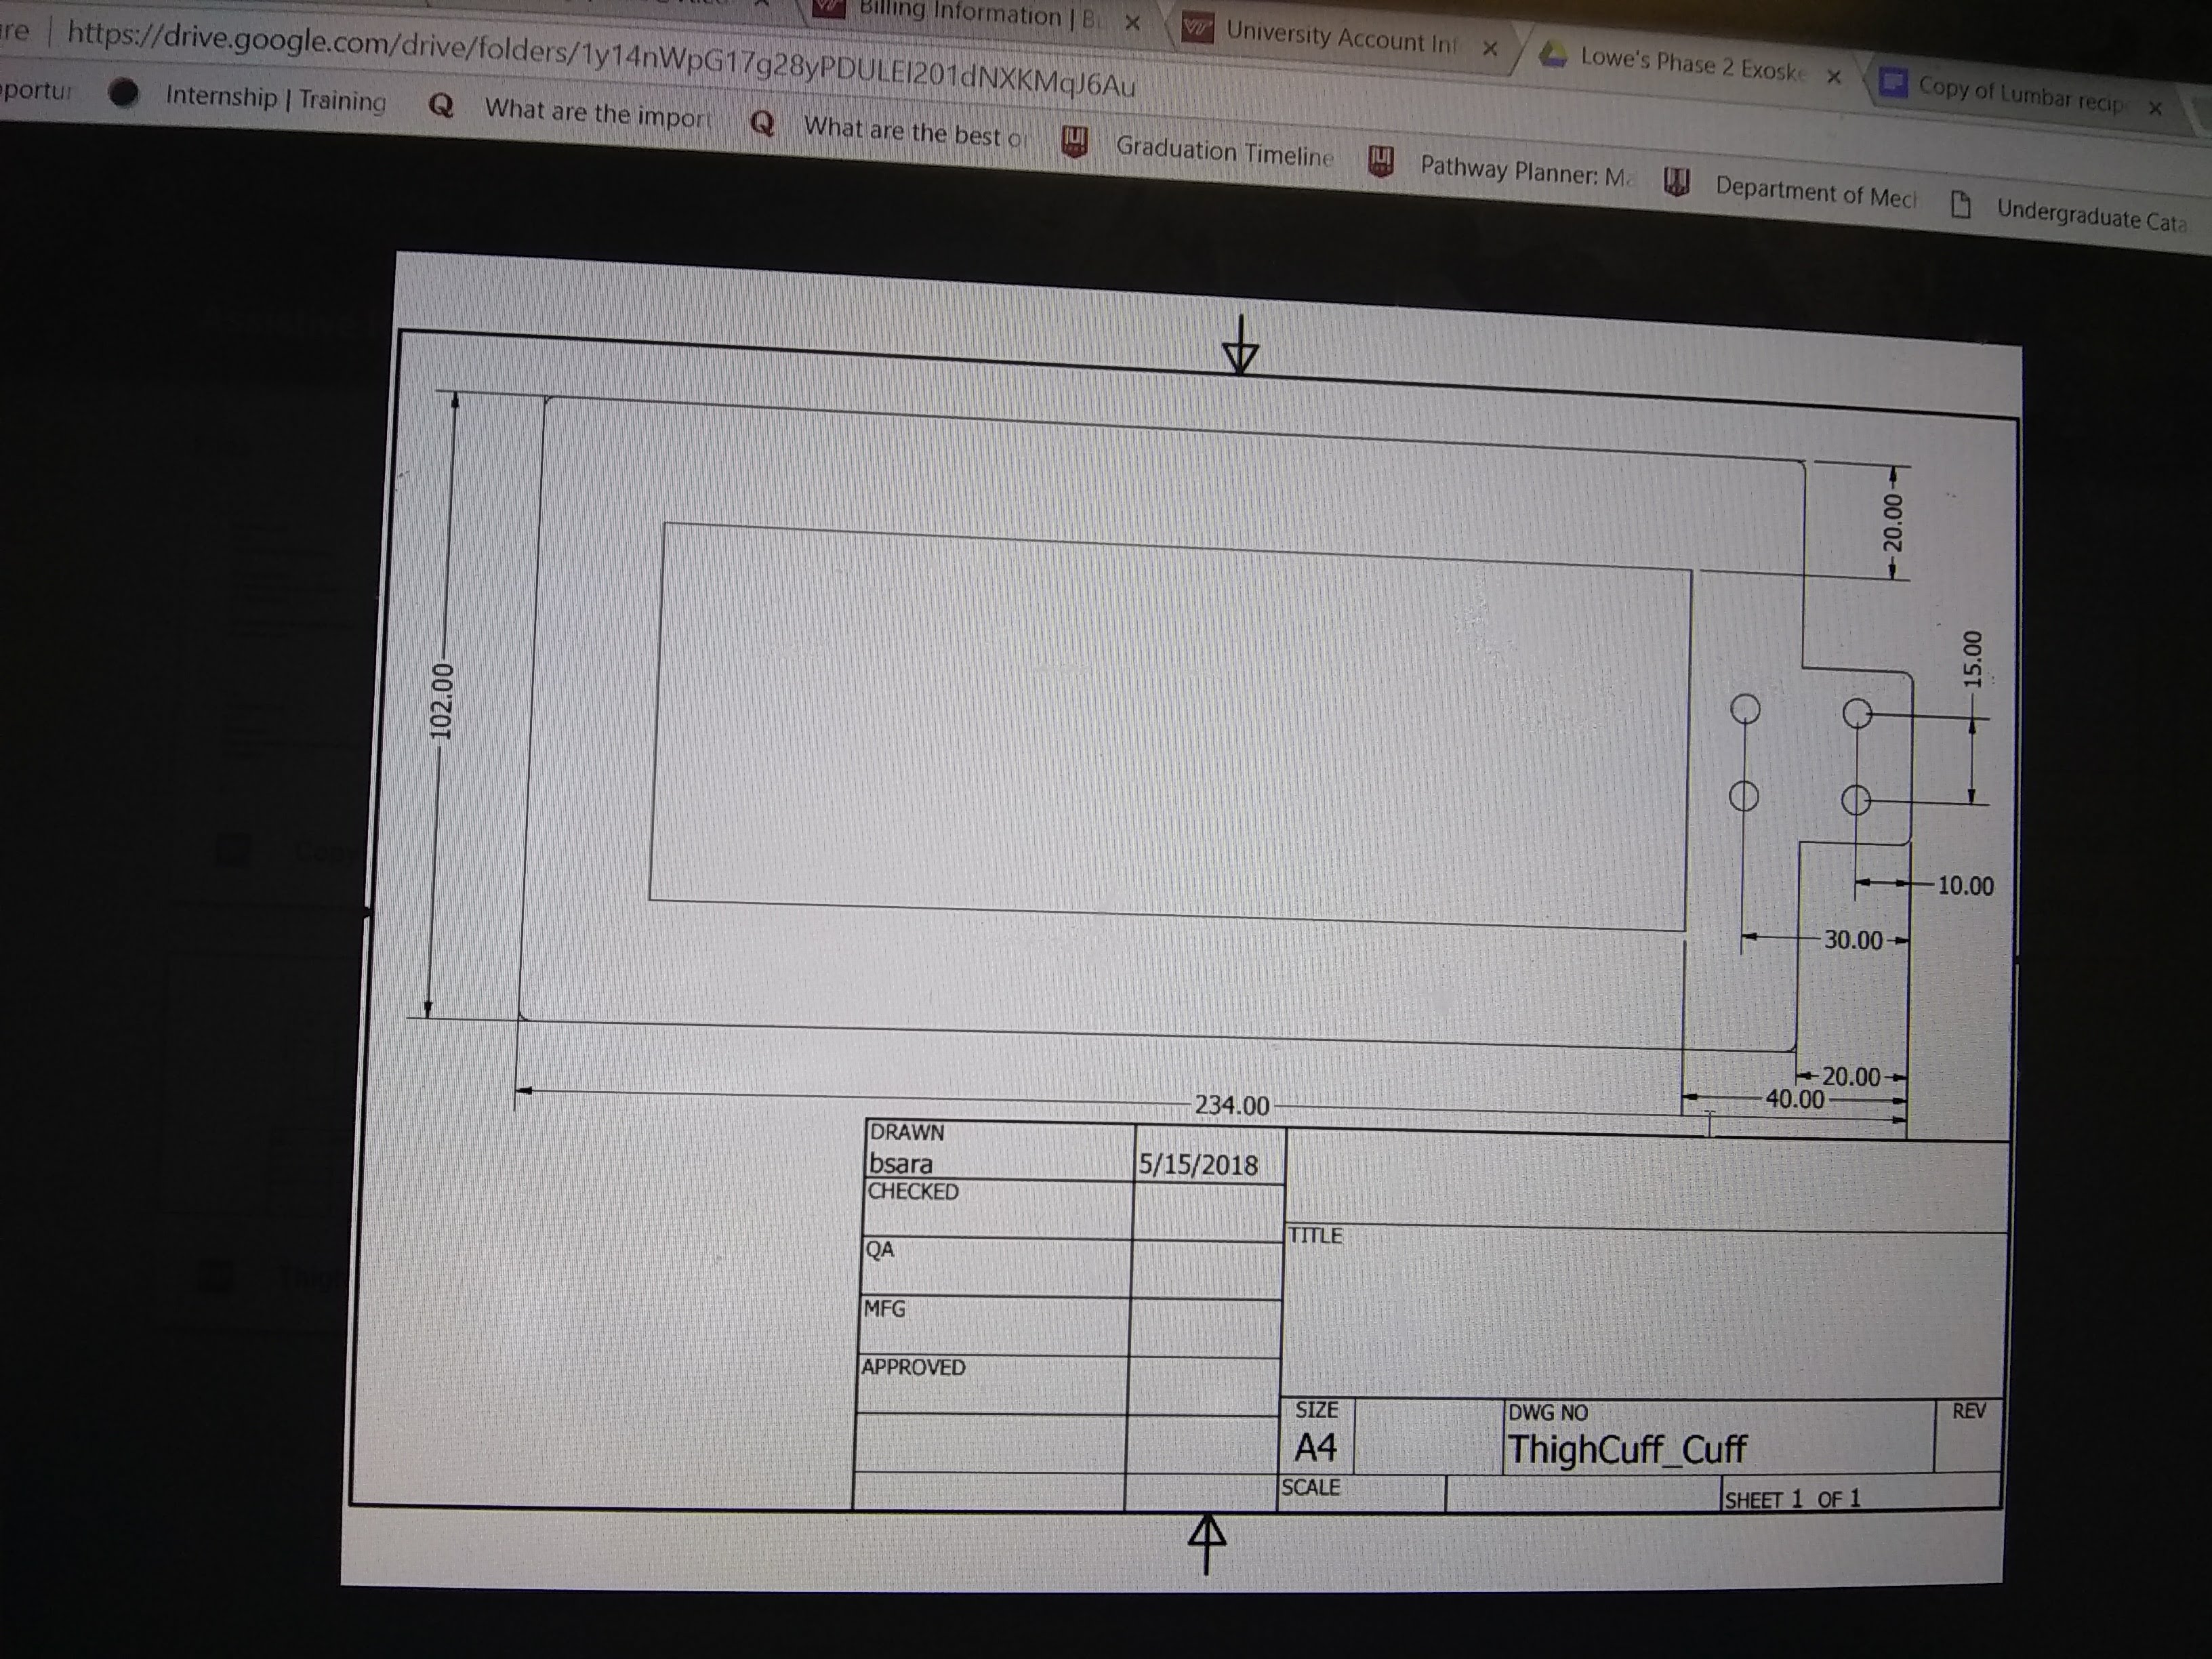 Billing Information | B
University Account Inf
Lowe's Phase 2 Exoske
Copy of Lumbar recip
re | https://drive.google.com/drive/folders/1y14nWpG17g28yPDULEI201dNXKMqJ6Au
pportur
Internship | Training
What are the import
What are the best o
Graduation Timeline
Pathway Planner: Ma
Department of Mecl
Undergraduate Cata
20.00
15.00
102.00
10.00
30.00
20.00
40.00
234.00
DRAWN
bsara
5/15/2018
CHECKED
QA
MFG
APPROVED
TITLE
SIZE
A4
DWG NO
ThighCuff_Cuff
REV
SCALE
SHEET 1 OF 1